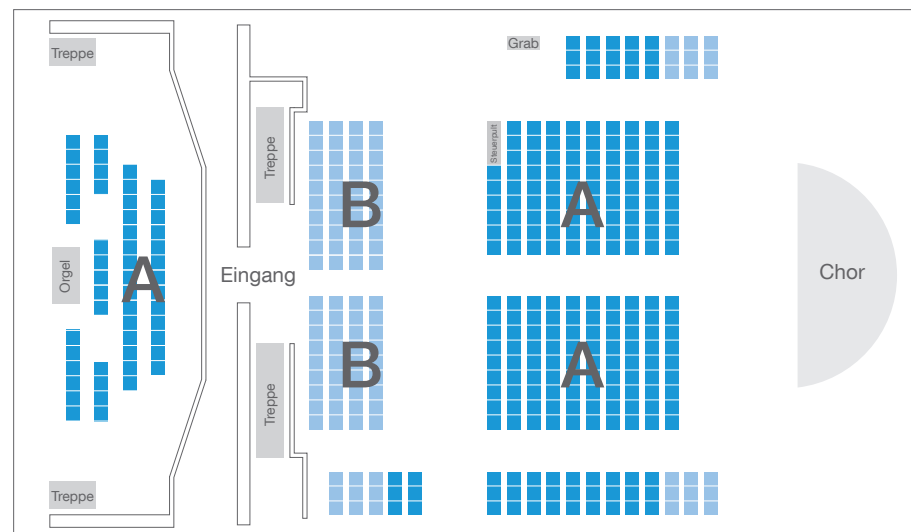 Treppe
Grab
Treppe
Steuerpult
B
A
Orgel
A
Eingang
Chor
B
A
Treppe
Treppe